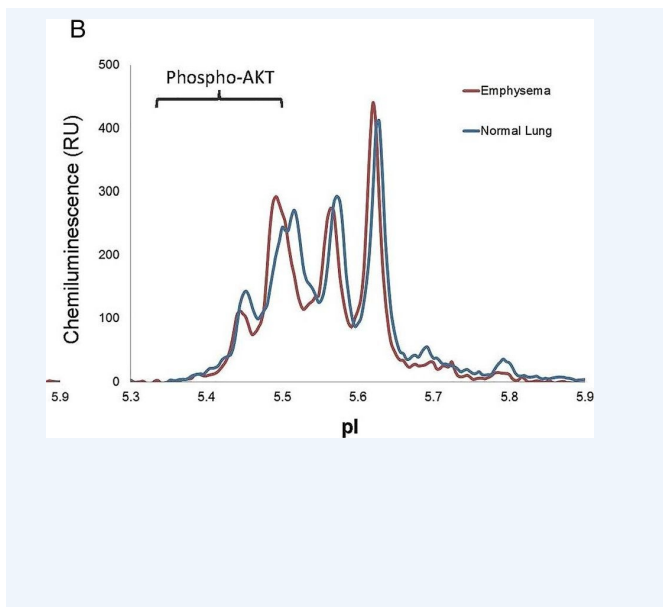 B
500
400
300
200
100
0
Chemiluminescence (RU)
Phospho-AKT
Emphysema
Normal Lung
5.9
5.3 5.4 5.5 5.6 5.7 5.8 5.9
pI